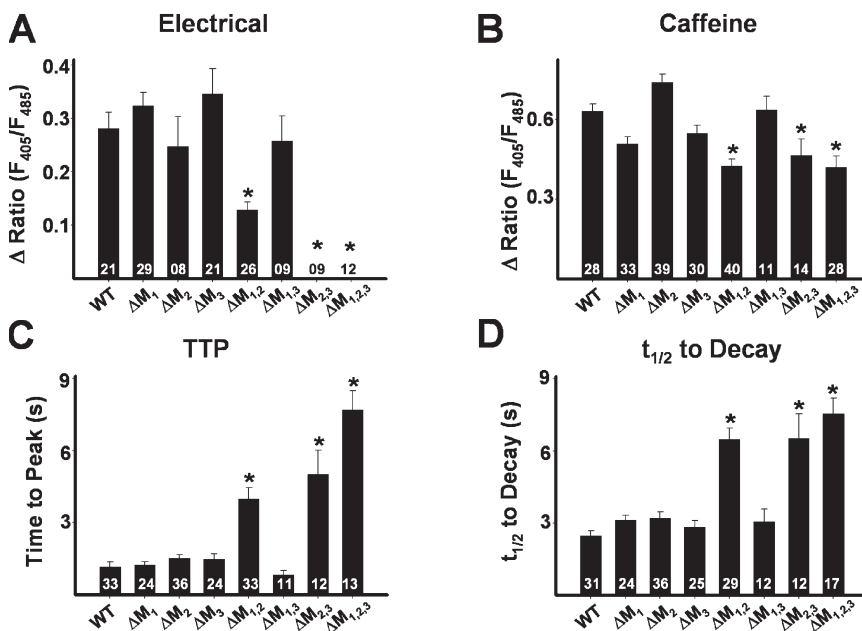 A
Electrical
Δ Ratio (F405/F485)
0.4
0.3
0.2
0.1
21 29 08 21 26 09 09 12
* * *
WT ΔM1 ΔM2 ΔM3 ΔM1,2 ΔM1,3 ΔM2,3 ΔM1,2,3
B
Caffeine
Δ Ratio (F405/F485)
0.6
0.3
28 33 39 30 40 11 14 28
* * *
WT ΔM1 ΔM2 ΔM3 ΔM1,2 ΔM1,3 ΔM2,3 ΔM1,2,3
C
TTP
Time to Peak (s)
9
6
3
33 24 36 24 33 11 12 13
* * *
WT ΔM1 ΔM2 ΔM3 ΔM1,2 ΔM1,3 ΔM2,3 ΔM1,2,3
D
t1/2 to Decay
t1/2 to Decay (s)
9
6
3
31 24 36 25 29 12 12 17
* * *
WT ΔM1 ΔM2 ΔM3 ΔM1,2 ΔM1,3 ΔM2,3 ΔM1,2,3